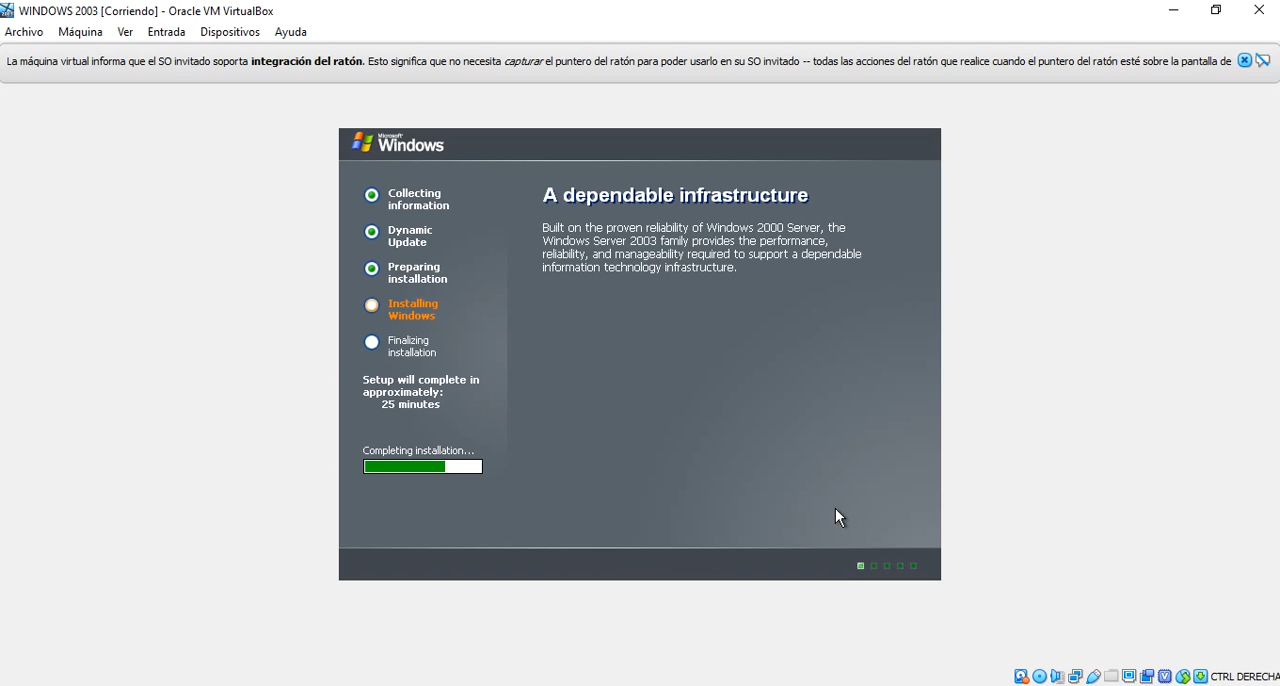 WINDOWS 2003 [Corriendo] - Oracle VM VirtualBox
Archivo Máquina Ver Entrada Dispositivos Ayuda
La máquina virtual informa que el SO invitado soporta integración del ratón. Esto significa que no necesita capturar el puntero del ratón para poder usarlo en su SO invitado -- todas las acciones del ratón que realice cuando el puntero del ratón esté sobre la pantalla de
Microsoft
Windows
Collecting
information
Dynamic
Update
Preparing
installation
Installing
Windows
Finalizing
installation
Setup will complete in
approximately:
25 minutes
Completing installation...
A dependable infrastructure
Built on the proven reliability of Windows 2000 Server, the
Windows Server 2003 family provides the performance,
reliability, and manageability required to support a dependable
information technology infrastructure.
CTRL DERECHA